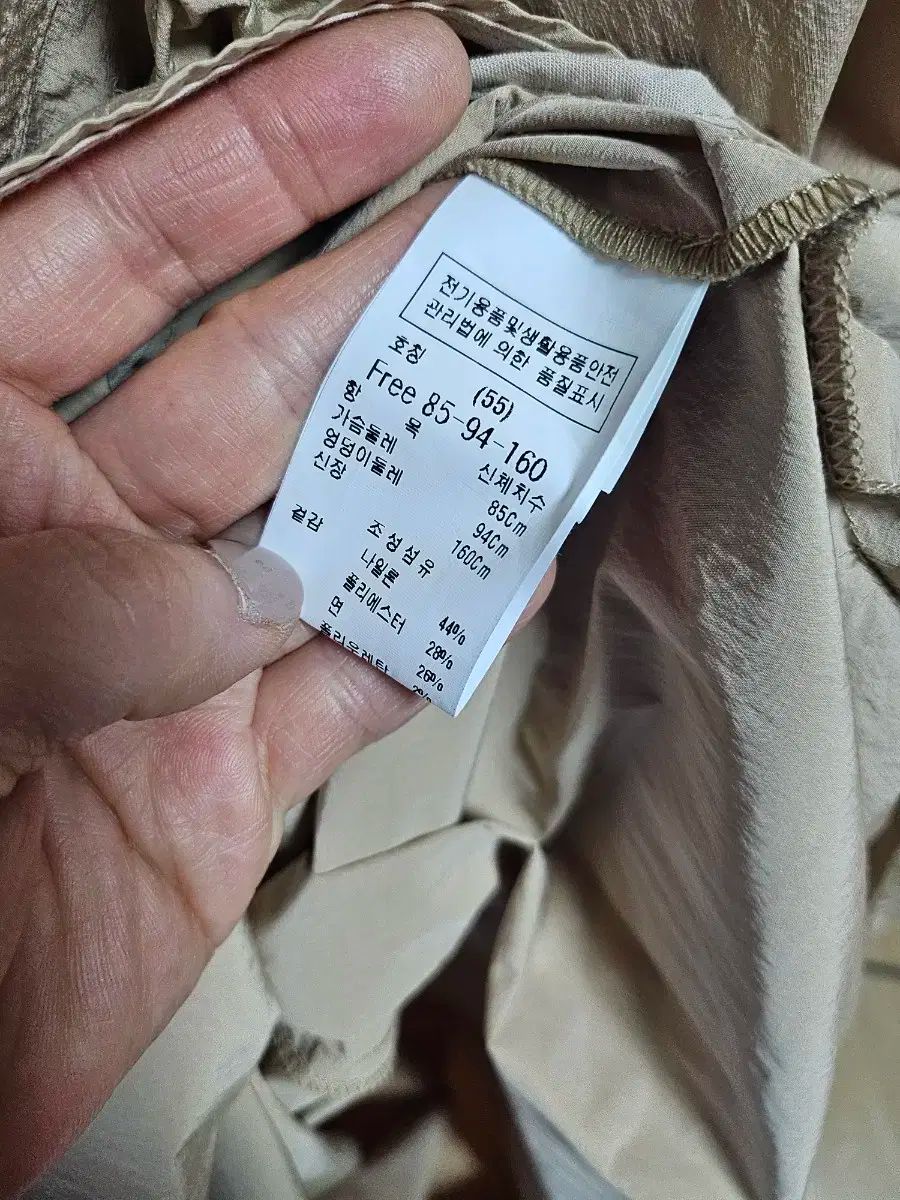 전기용품및생활용품안전
관리법에 의한 품질표시
호칭 (55)
Free 85-94-160
항 목 신체치수
가슴둘레 85Cm
엉덩이둘레 94Cm
신장 160Cm
조성섬유
겉감 나일론 44%
폴리에스터 28%
면 26%
폴리우레탄 2%